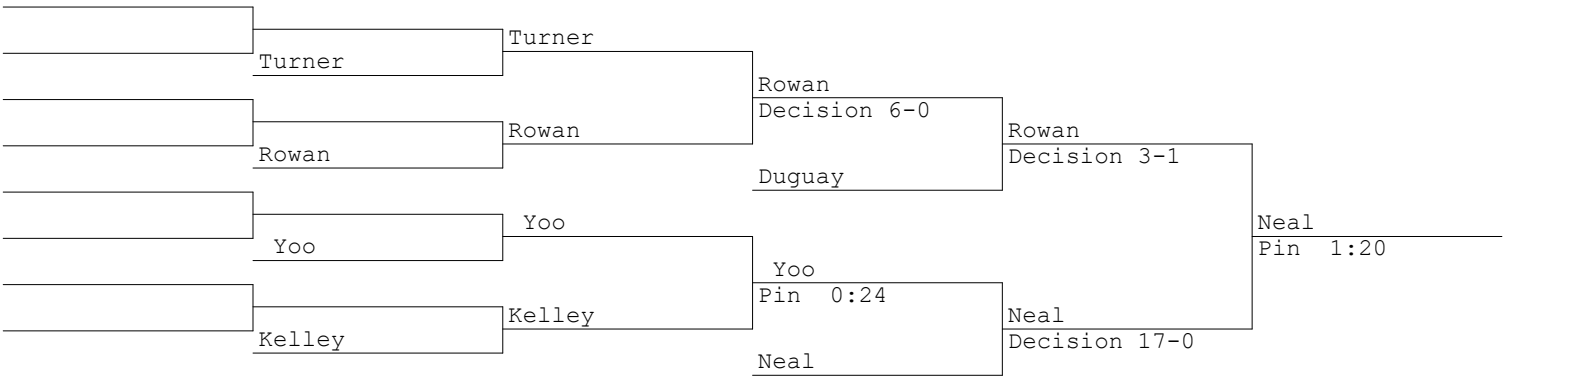 Turner
Turner
Rowan
Decision 6-0
Rowan
Rowan
Decision 3-1
Rowan
Duguay
Yoo
Neal
Yoo
Pin 1:20
Yoo
Pin 0:24
Kelley
Neal
Kelley
Decision 17-0
Neal